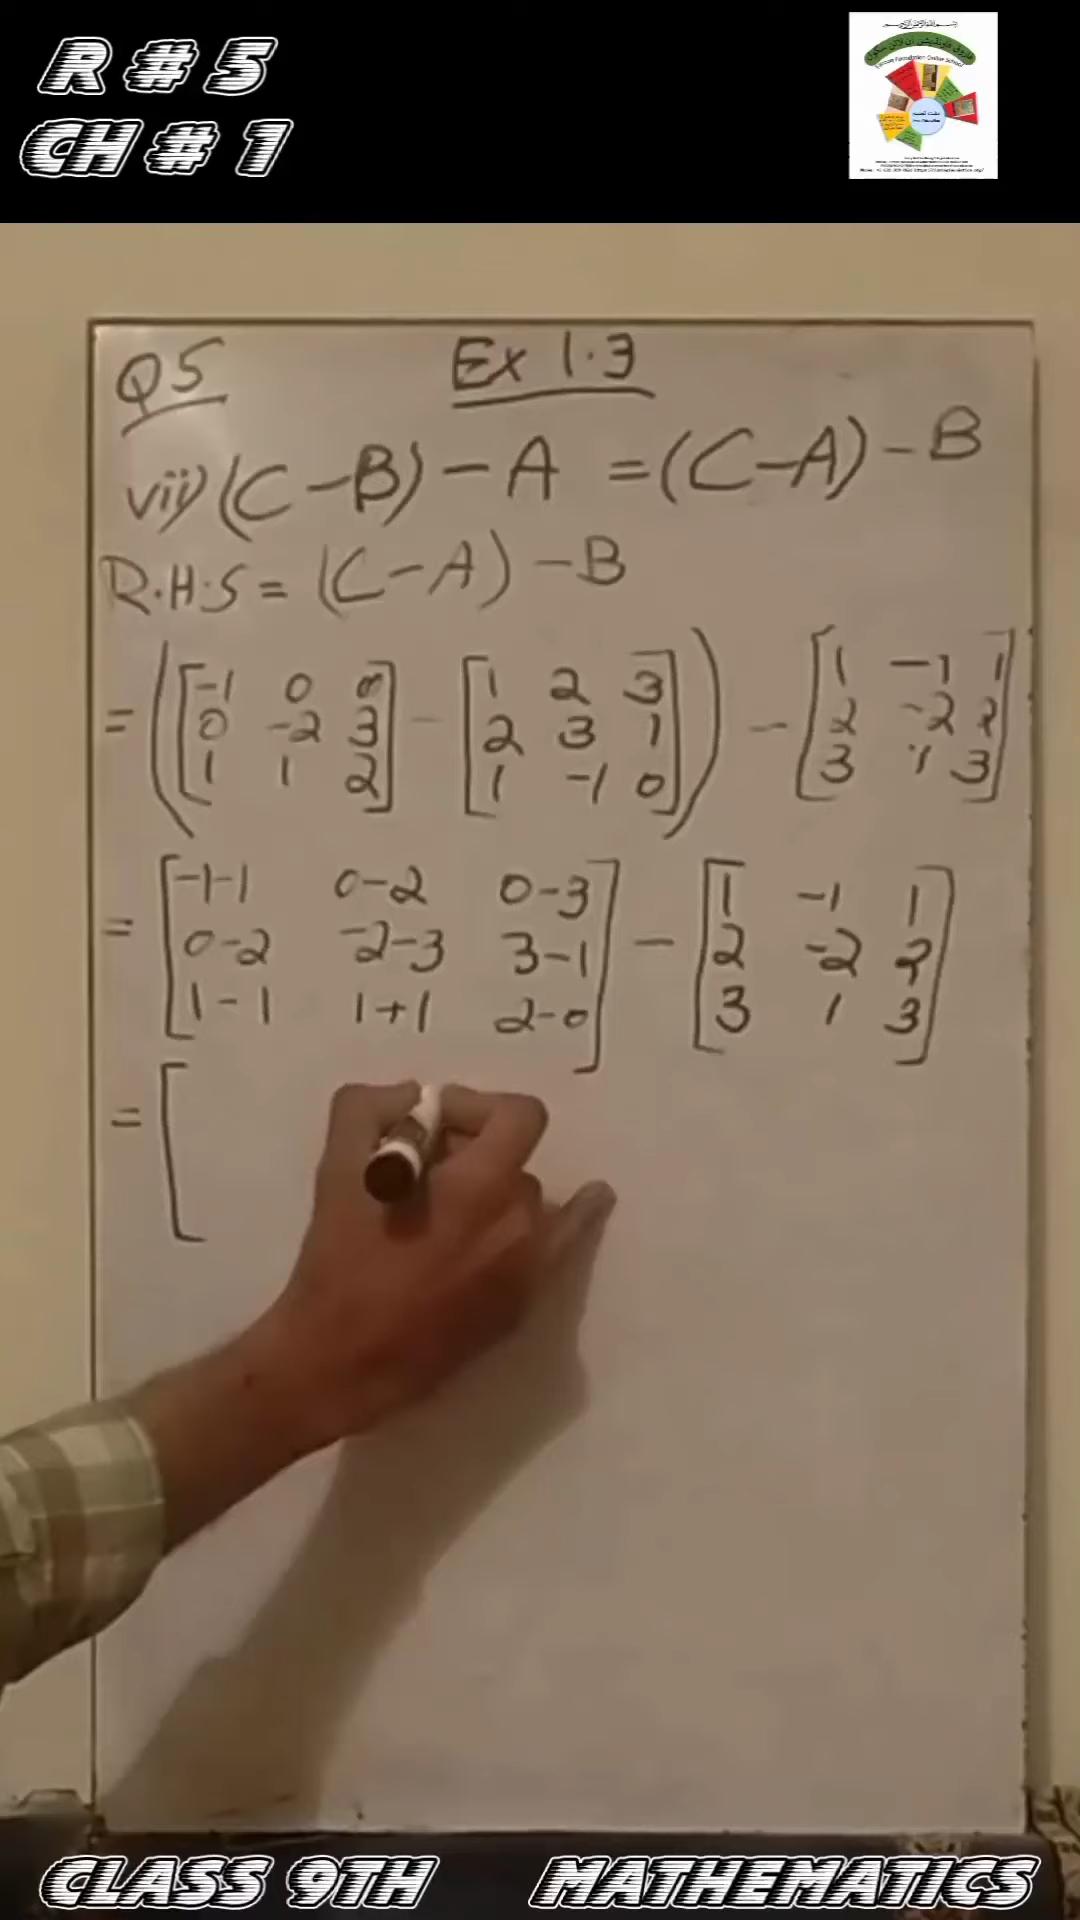 R # 5
CH # 1
Q5 Ex 1.3
vii) (C - B) - A = (C - A) - B
R.H.S = (C - A) - B
= ( [ -1 0 0 ] - [ 1 2 3 ] ) - [ 1 -1 1 ]
[ 0 -2 3 ] [ 2 3 1 ] [ 2 -2 2 ]
[ 1 1 2 ] [ 1 -1 0 ] [ 3 1 3 ]
= [ -1-1 0-2 0-3 ] - [ 1 -1 1 ]
[ 0-2 -2-3 3-1 ] [ 2 -2 2 ]
[ 1-1 1+1 2-0 ] [ 3 1 3 ]
= [
CLASS 9TH MATHEMATICS